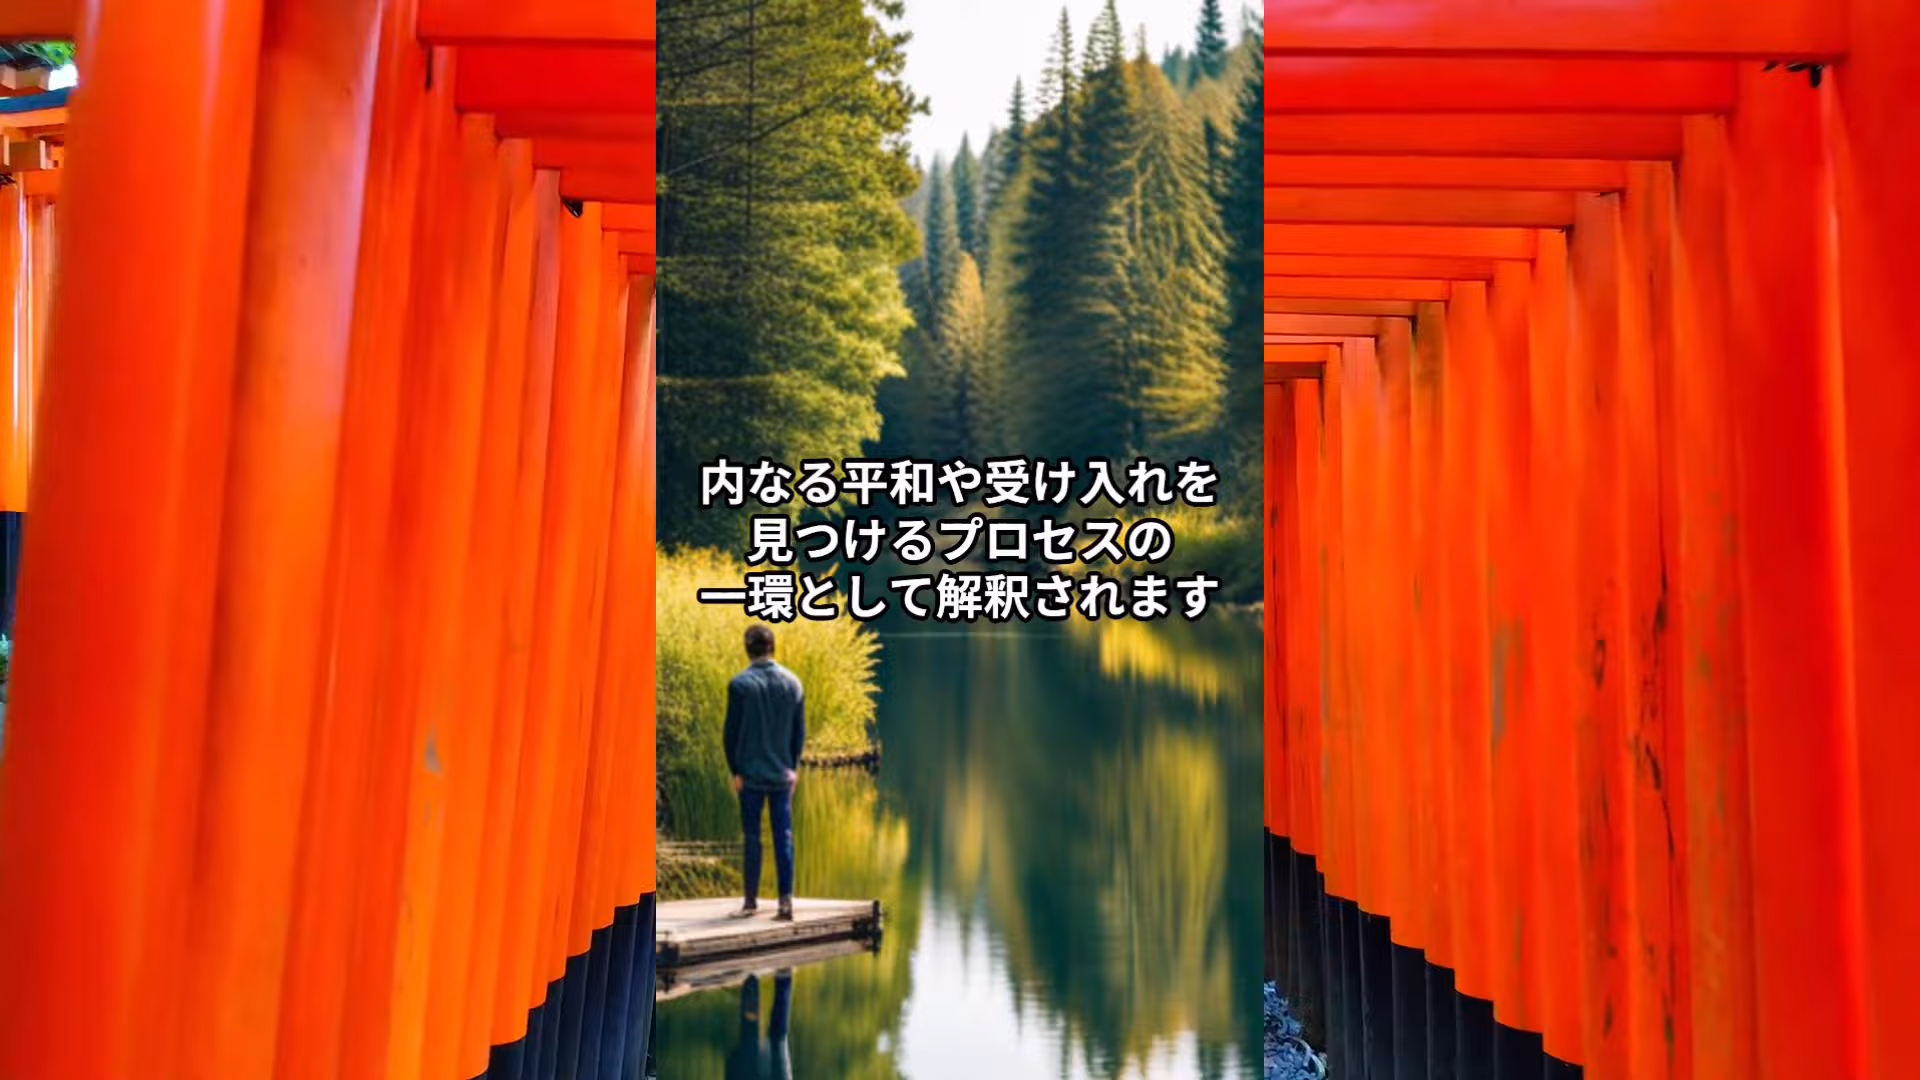 内なる平和や受け入れを
見つけるプロセスの
一環として解釈されます